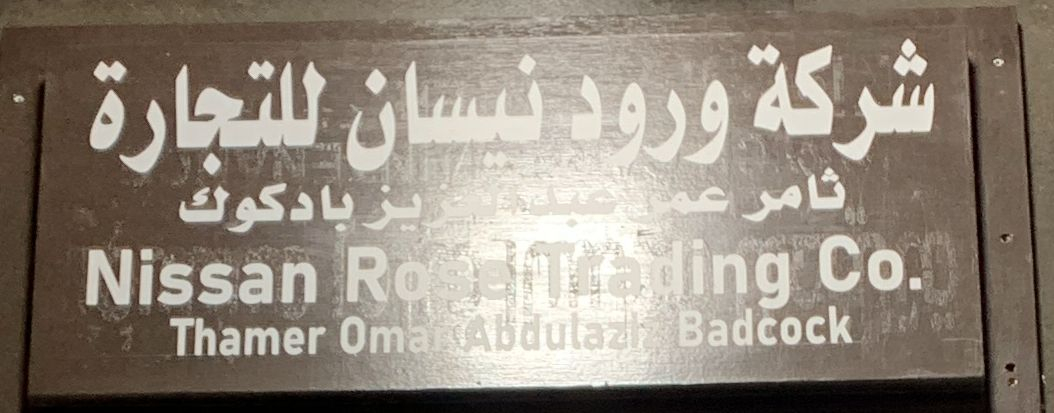 شركة ورود نيسان للتجارة
ثامر عمر عبدالعزيز بادكوك
Nissan Rose Trading Co.
Thamer Omar Abdulaziz Badcock